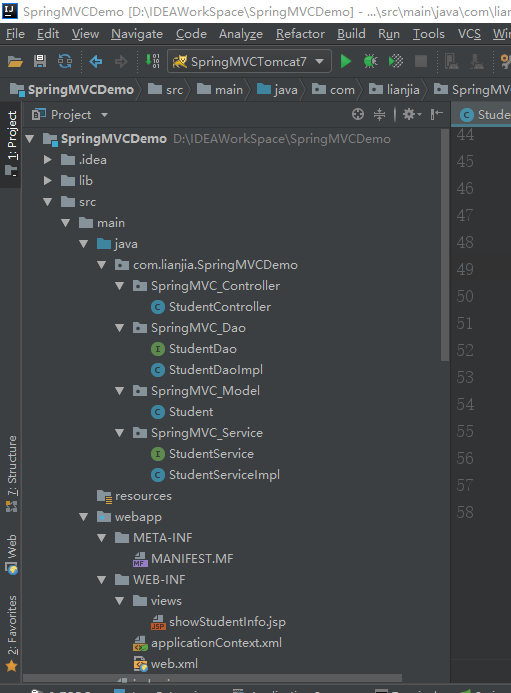 SpringMVCDemo [D:\IDEAWorkSpace\SpringMVCDemo] - ...\src\main\java\com\lian
File Edit View Navigate Code Analyze Refactor Build Run Tools VCS
SpringMVCTomcat7
SpringMVCDemo src main java com lianjia
1: Project
Project
SpringMVCDemo D:\IDEAWorkSpace\SpringMVCDemo
.idea
lib
src
main
java
com.lianjia.SpringMVCDemo
SpringMVC_Controller
StudentController
SpringMVC_Dao
StudentDao
StudentDaoImpl
SpringMVC_Model
Student
SpringMVC_Service
StudentService
StudentServiceImpl
resources
webapp
META-INF
MANIFEST.MF
WEB-INF
views
showStudentInfo.jsp
applicationContext.xml
web.xml
7: Structure
Web
2: Favorites
44
45
46
47
48
49
50
51
52
53
54
55
56
57
58